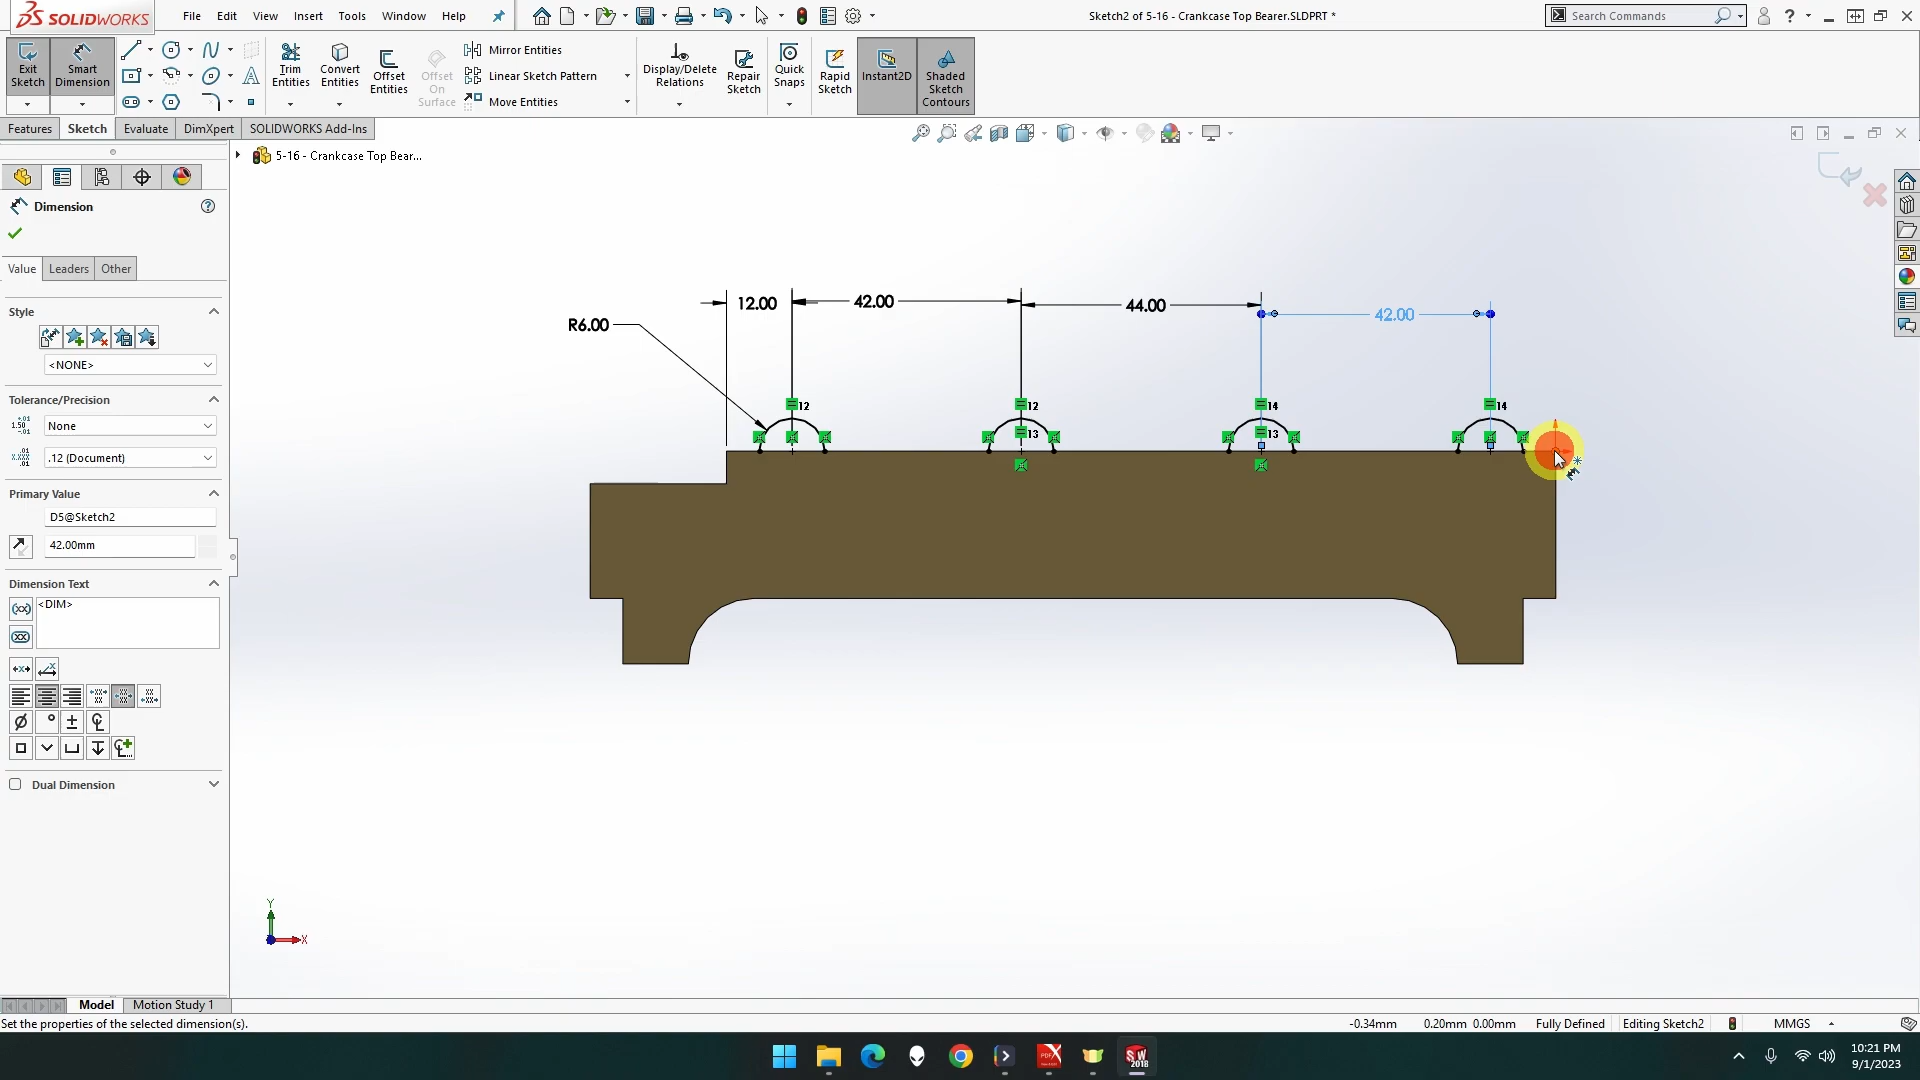 SOLIDWORKS
File Edit View Insert Tools Window Help
Sketch2 of 5-16 - Crankcase Top Bearer.SLDPRT *
Search Commands
Exit Sketch
Smart Dimension
Trim Entities
Convert Entities
Offset Entities
Offset On Surface
Mirror Entities
Linear Sketch Pattern
Move Entities
Display/Delete Relations
Repair Sketch
Quick Snaps
Rapid Sketch
Instant2D
Shaded Sketch Contours
Features Sketch Evaluate DimXpert SOLIDWORKS Add-Ins
5-16 - Crankcase Top Bear...
Dimension
Value Leaders Other
Style
<NONE>
Tolerance/Precision
None
.12 (Document)
Primary Value
D5@Sketch2
42.00mm
Dimension Text
<DIM>
Dual Dimension
12.00 42.00 44.00 42.00
R6.00
12 12 14 14
13 13
Y
X
Model Motion Study 1
Set the properties of the selected dimension(s).
-0.34mm 0.20mm 0.00mm Fully Defined Editing Sketch2 MMGS
10:21 PM
9/1/2023